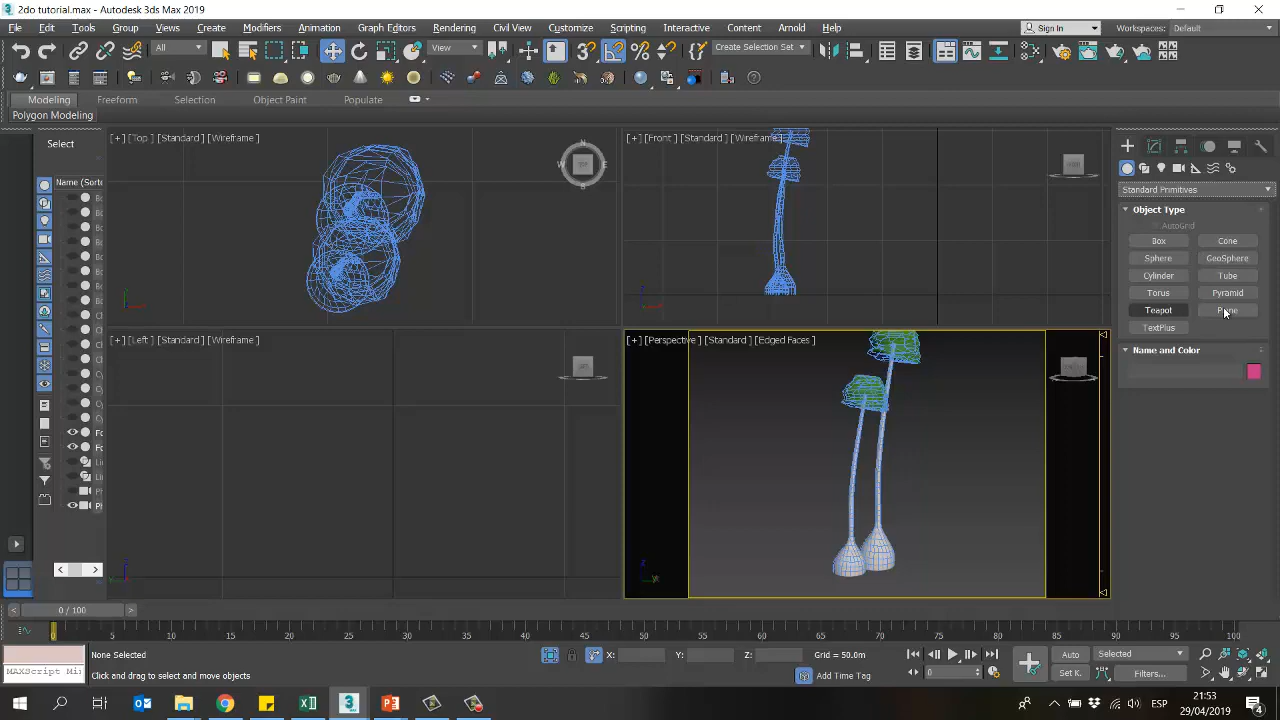 2do tutorial.max - Autodesk 3ds Max 2019
File Edit Tools Group Views Create Modifiers Animation Graph Editors Rendering Civil View Customize Scripting Interactive Content Arnold
Sign In Workspaces: Default
All View Create Selection Set
Modeling Freeform Selection Object Paint Populate
Polygon Modeling
Select
Name (Sorte
[+] [Top ] [Standard ] [Wireframe ]
[+] [Front ] [Standard ] [Wireframe ]
[+] [Left ] [Standard ] [Wireframe ]
[+] [Perspective ] [Standard ] [Edged Faces ]
Standard Primitives
Object Type
AutoGrid
Box Cone
Sphere GeoSphere
Cylinder Tube
Torus Pyramid
Teapot Plane
TextPlus
Name and Color
0 / 100
0 5 10 15 20 25 30 35 40 45 50 55 60 65 70 75 80 85 90 95 100
None Selected
X: Y: Z: Grid = 50.0m
Auto Selected
MAXScript Mi
Click and drag to select and move objects
Add Time Tag
0
Set K. Filters...
ESP
21:53
29/04/2019
4